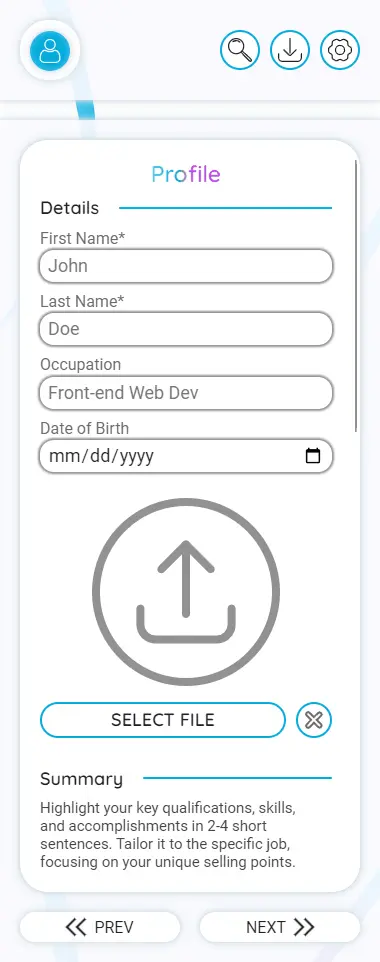 Profile
Details
First Name*
John
Last Name*
Doe
Occupation
Front-end Web Dev
Date of Birth
mm/dd/yyyy
SELECT FILE
Summary
Highlight your key qualifications, skills,
and accomplishments in 2-4 short
sentences. Tailor it to the specific job,
focusing on your unique selling points.
PREV
NEXT